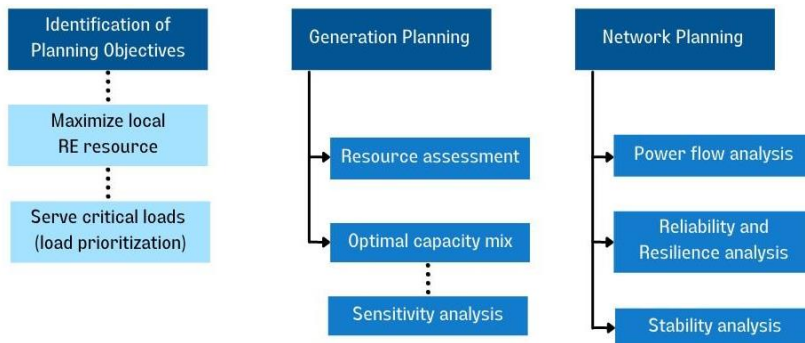 Identification of
Planning Objectives
Maximize local
RE resource
Serve critical loads
(load prioritization)
Generation Planning
Resource assessment
Optimal capacity mix
Sensitivity analysis
Network Planning
Power flow analysis
Reliability and
Resilience analysis
Stability analysis